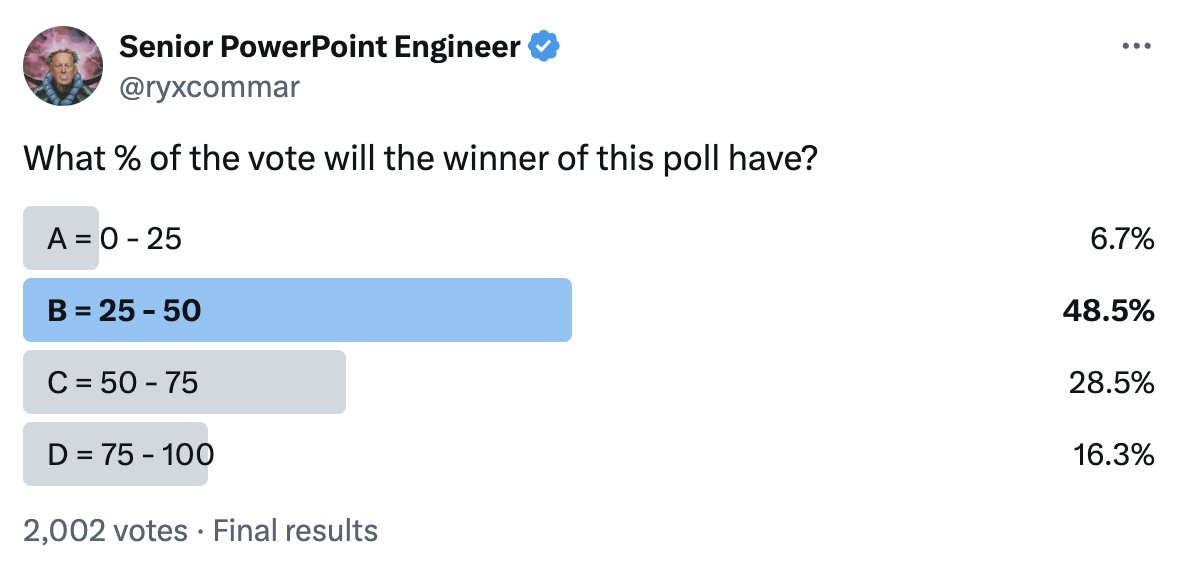 Senior PowerPoint Engineer
@ryxcommar
What % of the vote will the winner of this poll have?
A = 0 - 25 6.7%
B = 25 - 50 48.5%
C = 50 - 75 28.5%
D = 75 - 100 16.3%
2,002 votes · Final results